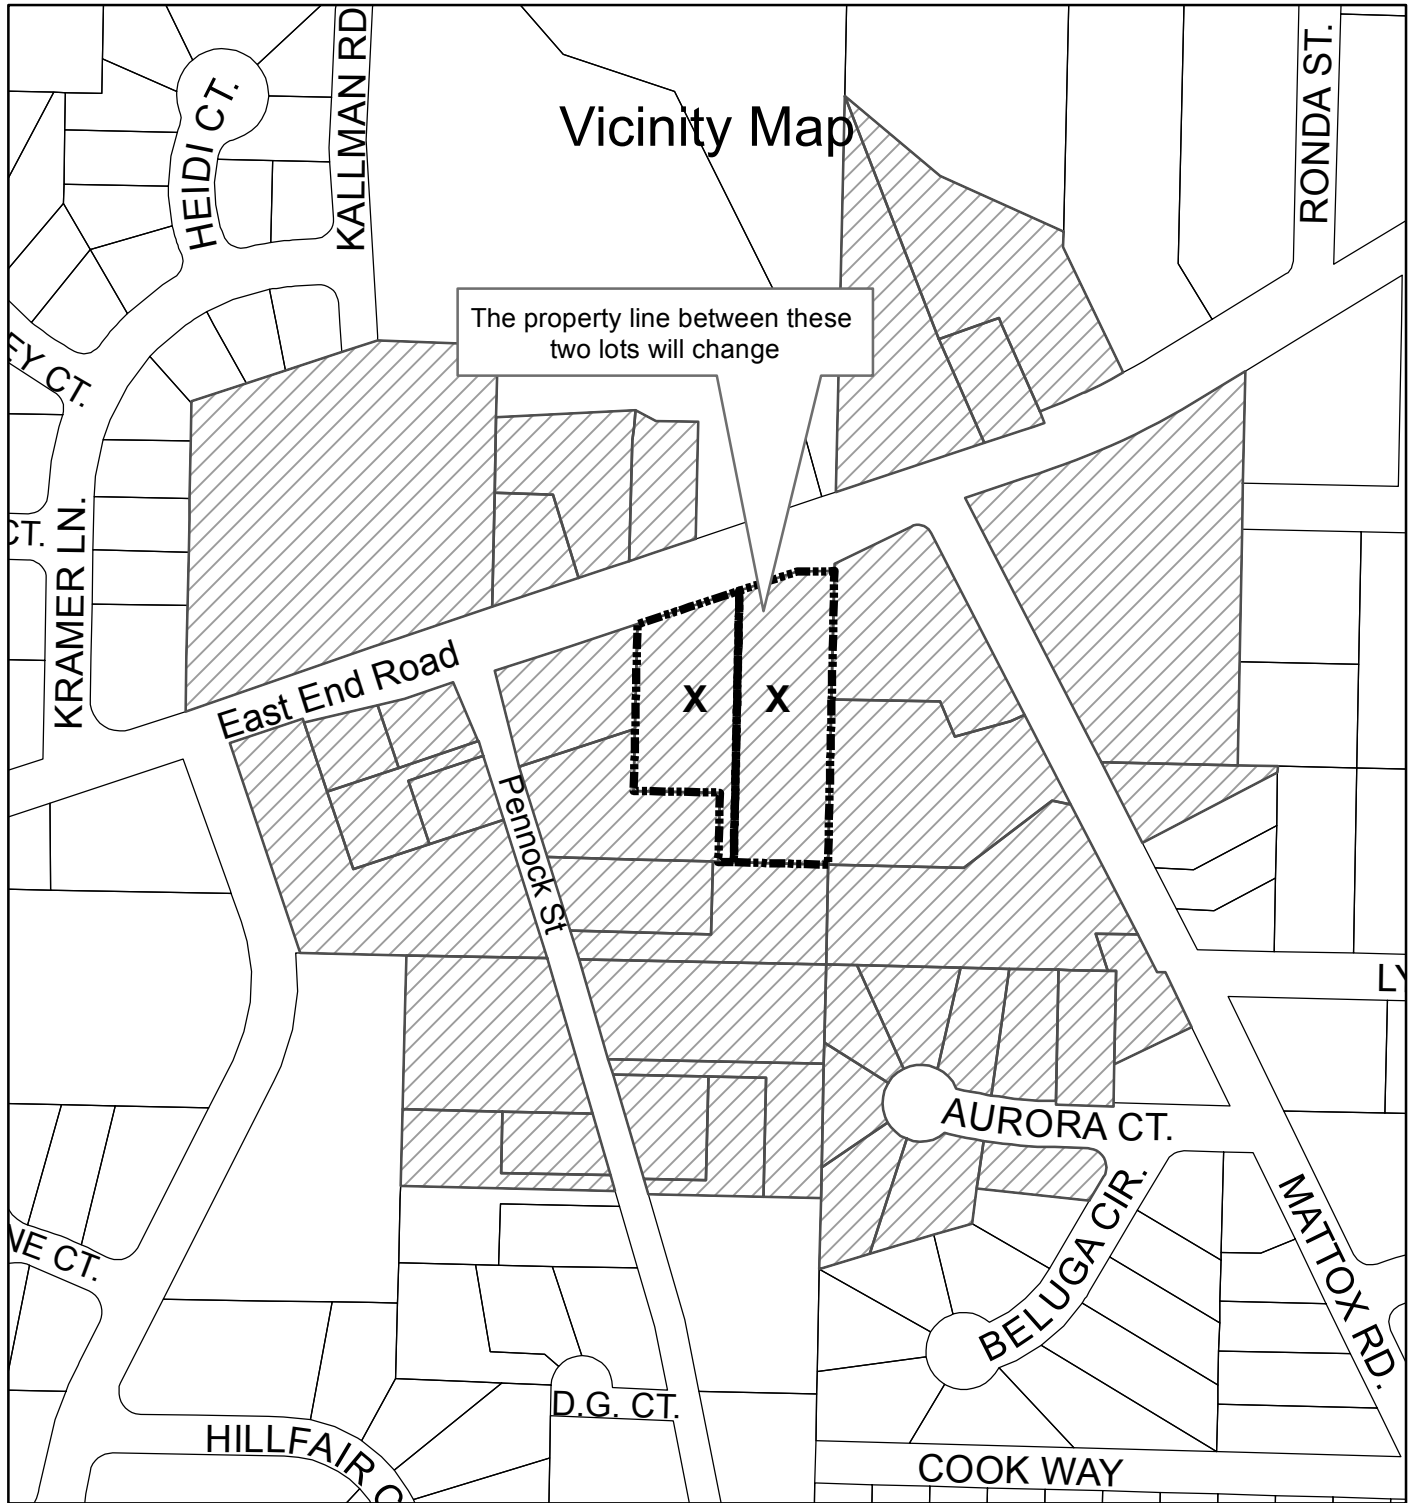 HEIDI CT.
KALLMAN RD
RONDA ST.
Vicinity Map
The property line between these
two lots will change
EY CT.
CT.
KRAMER LN.
East End Road
X
X
Pennock St
LY
AURORA CT.
BELUGA CIR.
MATTOX RD.
NE CT.
D.G. CT.
HILLFAIR C
COOK WAY